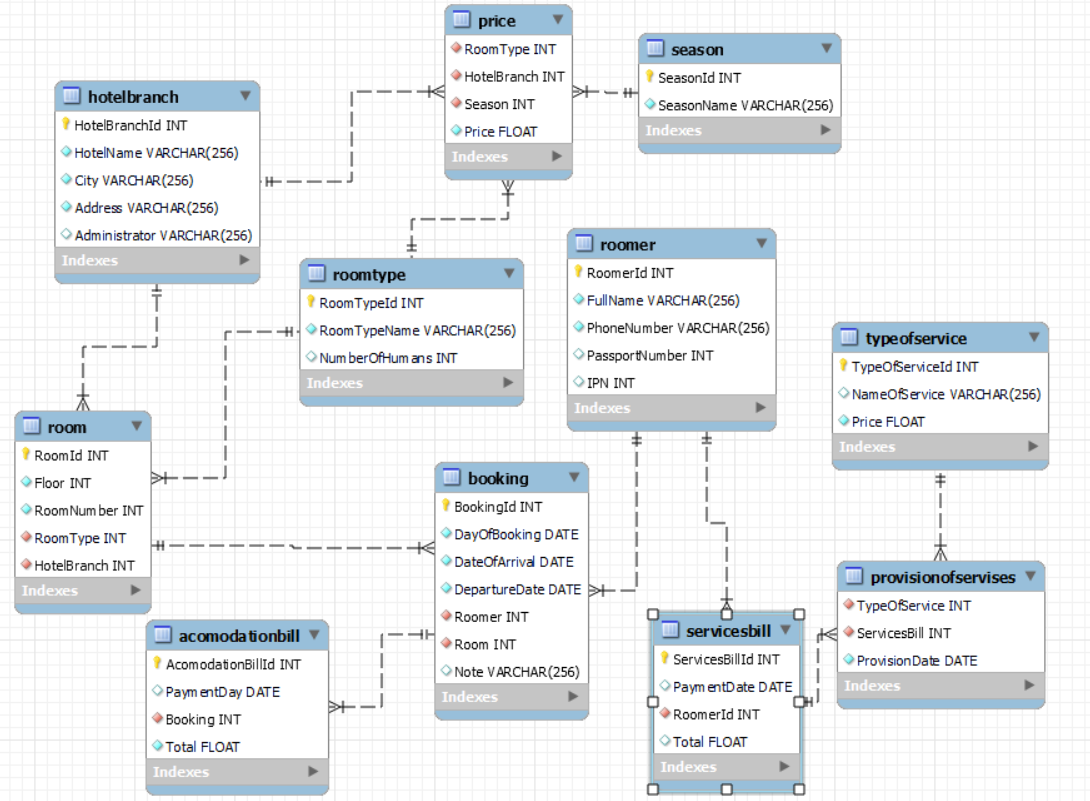 price
RoomType INT
HotelBranch INT
Season INT
Price FLOAT
Indexes
season
SeasonId INT
SeasonName VARCHAR(256)
Indexes
hotelbranch
HotelBranchId INT
HotelName VARCHAR(256)
City VARCHAR(256)
Address VARCHAR(256)
Administrator VARCHAR(256)
Indexes
roomtype
RoomTypeId INT
RoomTypeName VARCHAR(256)
NumberOfHumans INT
Indexes
roomer
RoomerId INT
FullName VARCHAR(256)
PhoneNumber VARCHAR(256)
PassportNumber INT
IPN INT
Indexes
typeofservice
TypeOfServiceId INT
NameOfService VARCHAR(256)
Price FLOAT
Indexes
room
RoomId INT
Floor INT
RoomNumber INT
RoomType INT
HotelBranch INT
Indexes
booking
BookingId INT
DayOfBooking DATE
DateOfArrival DATE
DepartureDate DATE
Roomer INT
Room INT
Note VARCHAR(256)
Indexes
provisionofservises
TypeOfService INT
ServicesBill INT
ProvisionDate DATE
Indexes
acomodationbill
AcomodationBillId INT
PaymentDay DATE
Booking INT
Total FLOAT
Indexes
servicesbill
ServicesBillId INT
PaymentDate DATE
RoomerId INT
Total FLOAT
Indexes